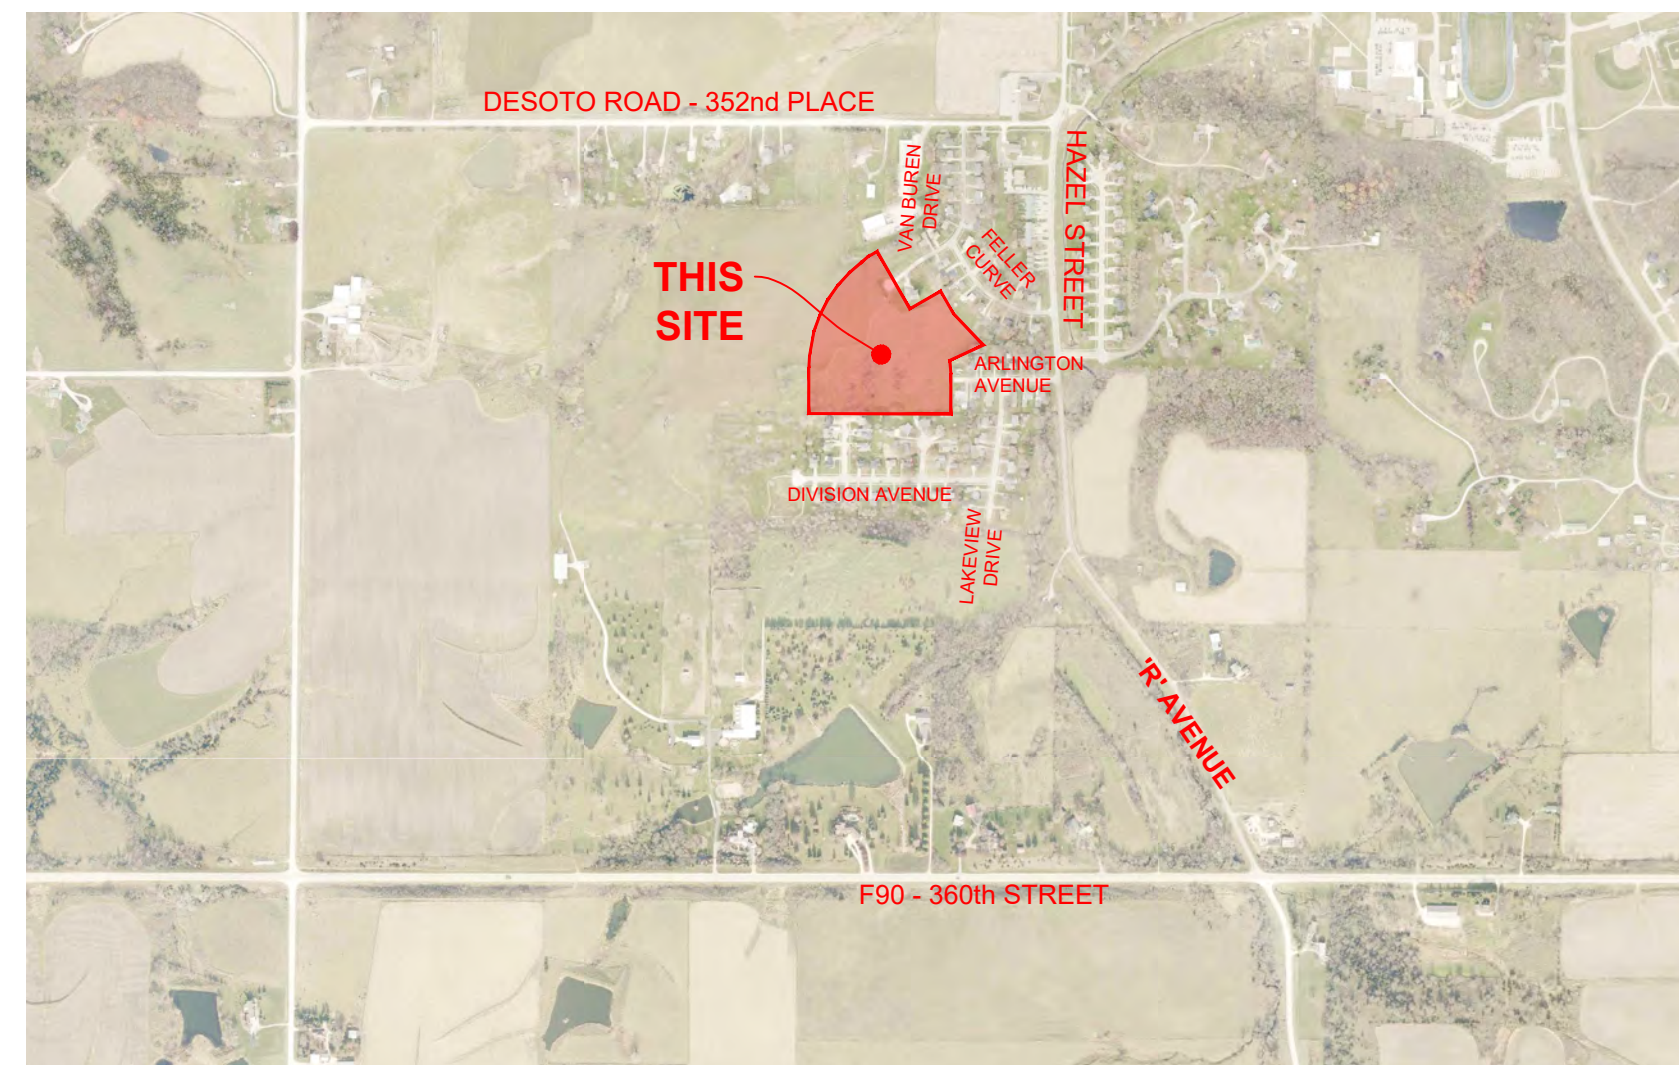 DESOTO ROAD - 352nd PLACE
HAZEL STREET
VAN BUREN
DRIVE
FELLER
CURVE
THIS
SITE
ARLINGTON
AVENUE
DIVISION AVENUE
LAKEVIEW
DRIVE
'R' AVENUE
F90 - 360th STREET